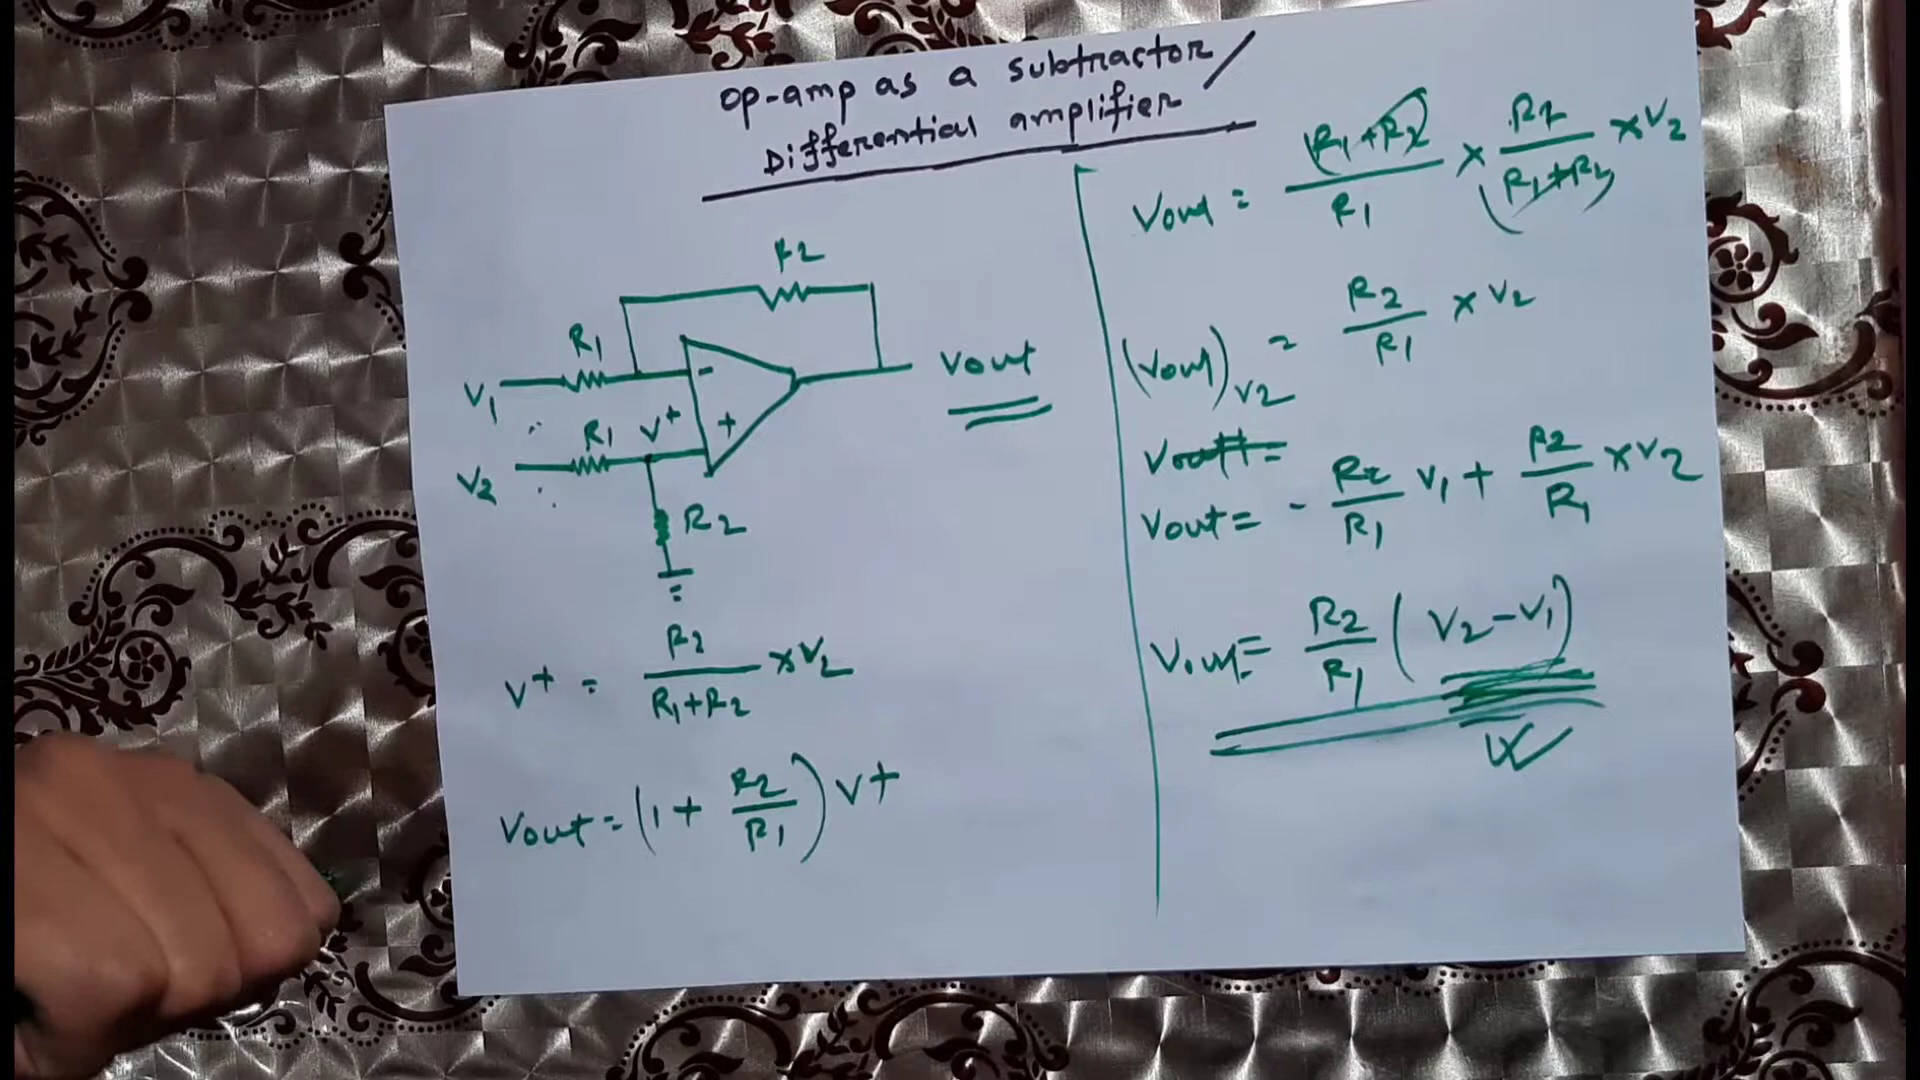 op-amp as a subtractor /
Differential amplifier
R2
R1
V1
-
Vout
R1
V+
+
V2
R2
V+ = R2 / (R1+R2) × V2
Vout = (1 + R2/R1) V+
Vout = (R1+R2) / R1 × R2 / (R1+R2) × V2
(Vout)V2 = R2/R1 × V2
Vout = - R2/R1 V1 + R2/R1 × V2
Vout = R2/R1 (V2-V1)